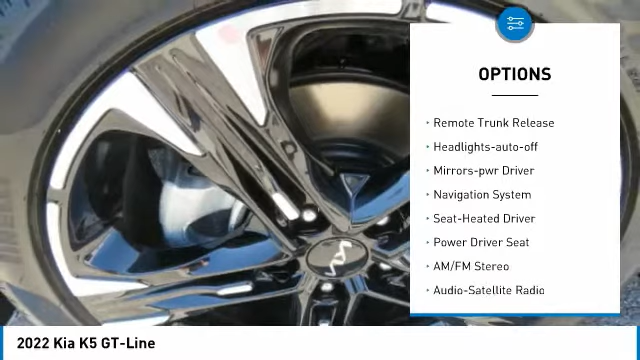 OPTIONS
· Remote Trunk Release
· Headlights-auto-off
· Mirrors-pwr Driver
· Navigation System
· Seat-Heated Driver
· Power Driver Seat
· AM/FM Stereo
· Audio-Satellite Radio
KIA
2022 Kia K5 GT-Line